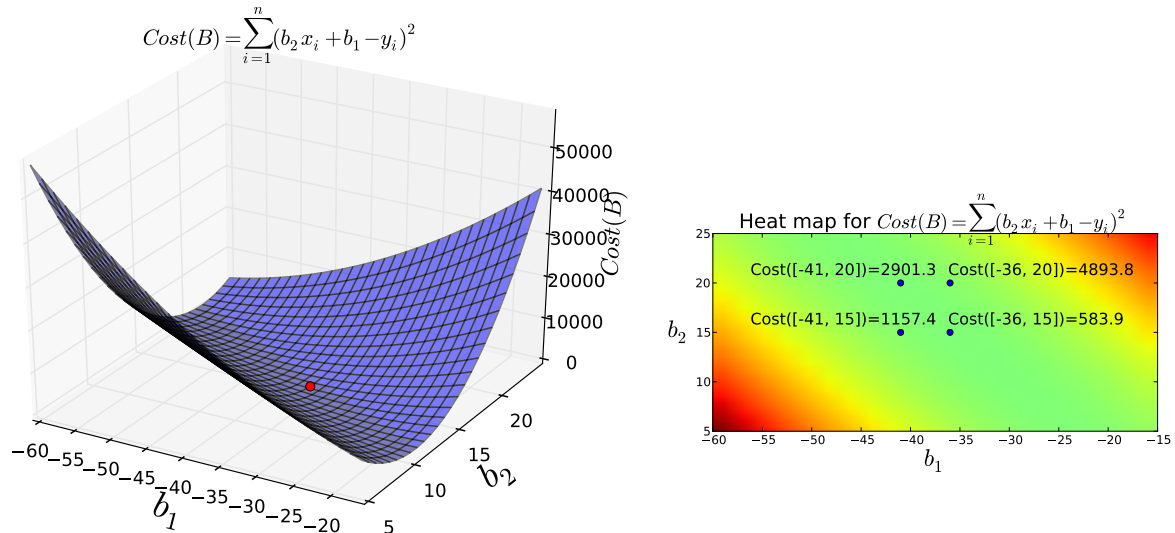 Cost(B) = \sum_{i=1}^{n} (b_2 x_i + b_1 − y_i)^2
50000
40000
30000
20000
10000
0
Cost(B)
−60 −55 −50 −45 −40 −35 −30 −25 −20
b_1
5 10 15 20
b_2
Heat map for Cost(B) = \sum_{i=1}^{n} (b_2 x_i + b_1 − y_i)^2
25
Cost([-41, 20])=2901.3 Cost([-36, 20])=4893.8
20
Cost([-41, 15])=1157.4 Cost([-36, 15])=583.9
15
b_2
10
5
−60 −55 −50 −45 −40 −35 −30 −25 −20 −15
b_1